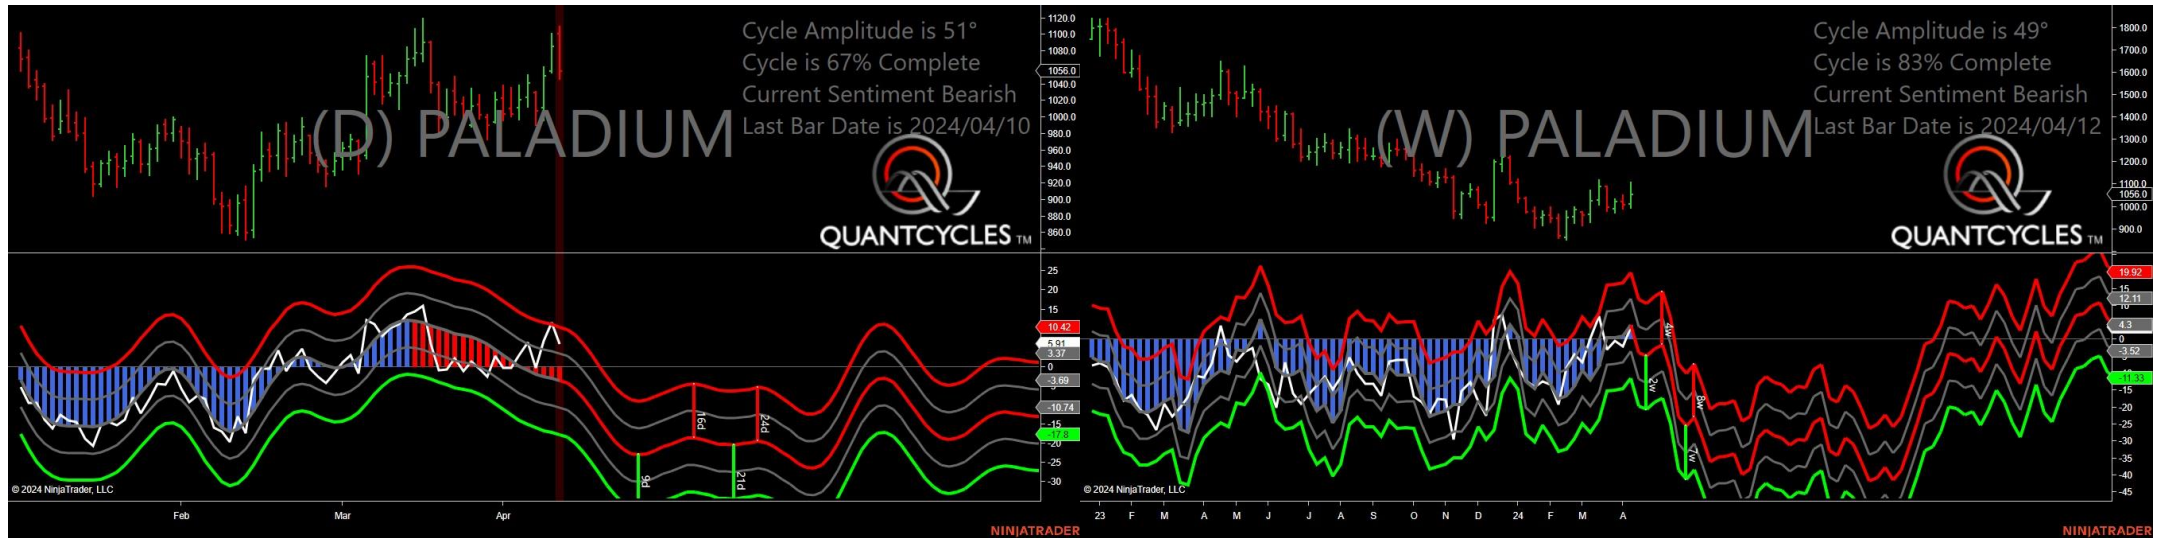 Cycle Amplitude is 51°
Cycle is 67% Complete
Current Sentiment Bearish
Last Bar Date is 2024/04/10
(D) PALADIUM
QUANTCYCLES TM
1120.0
1100.0
1080.0
1056.0
1040.0
1020.0
1000.0
980.0
960.0
940.0
920.0
900.0
880.0
860.0
25
20
15
10.42
5.91
3.37
0
-3.69
-10.74
-15
-17.8
-20
-25
-30
16d
24d
9d
21d
© 2024 NinjaTrader, LLC
Feb Mar Apr
NINJATRADER
Cycle Amplitude is 49°
Cycle is 83% Complete
Current Sentiment Bearish
Last Bar Date is 2024/04/12
(W) PALADIUM
QUANTCYCLES TM
1800.0
1700.0
1600.0
1500.0
1400.0
1300.0
1200.0
1100.0
1056.0
1000.0
900.0
19.92
15
12.11
4.3
0
-3.52
-11.33
-15
-20
-25
-30
-35
-40
-45
4w
2w
8w
7w
© 2024 NinjaTrader, LLC
23 F M A M J J A S O N D 24 F M A
NINJATRADER